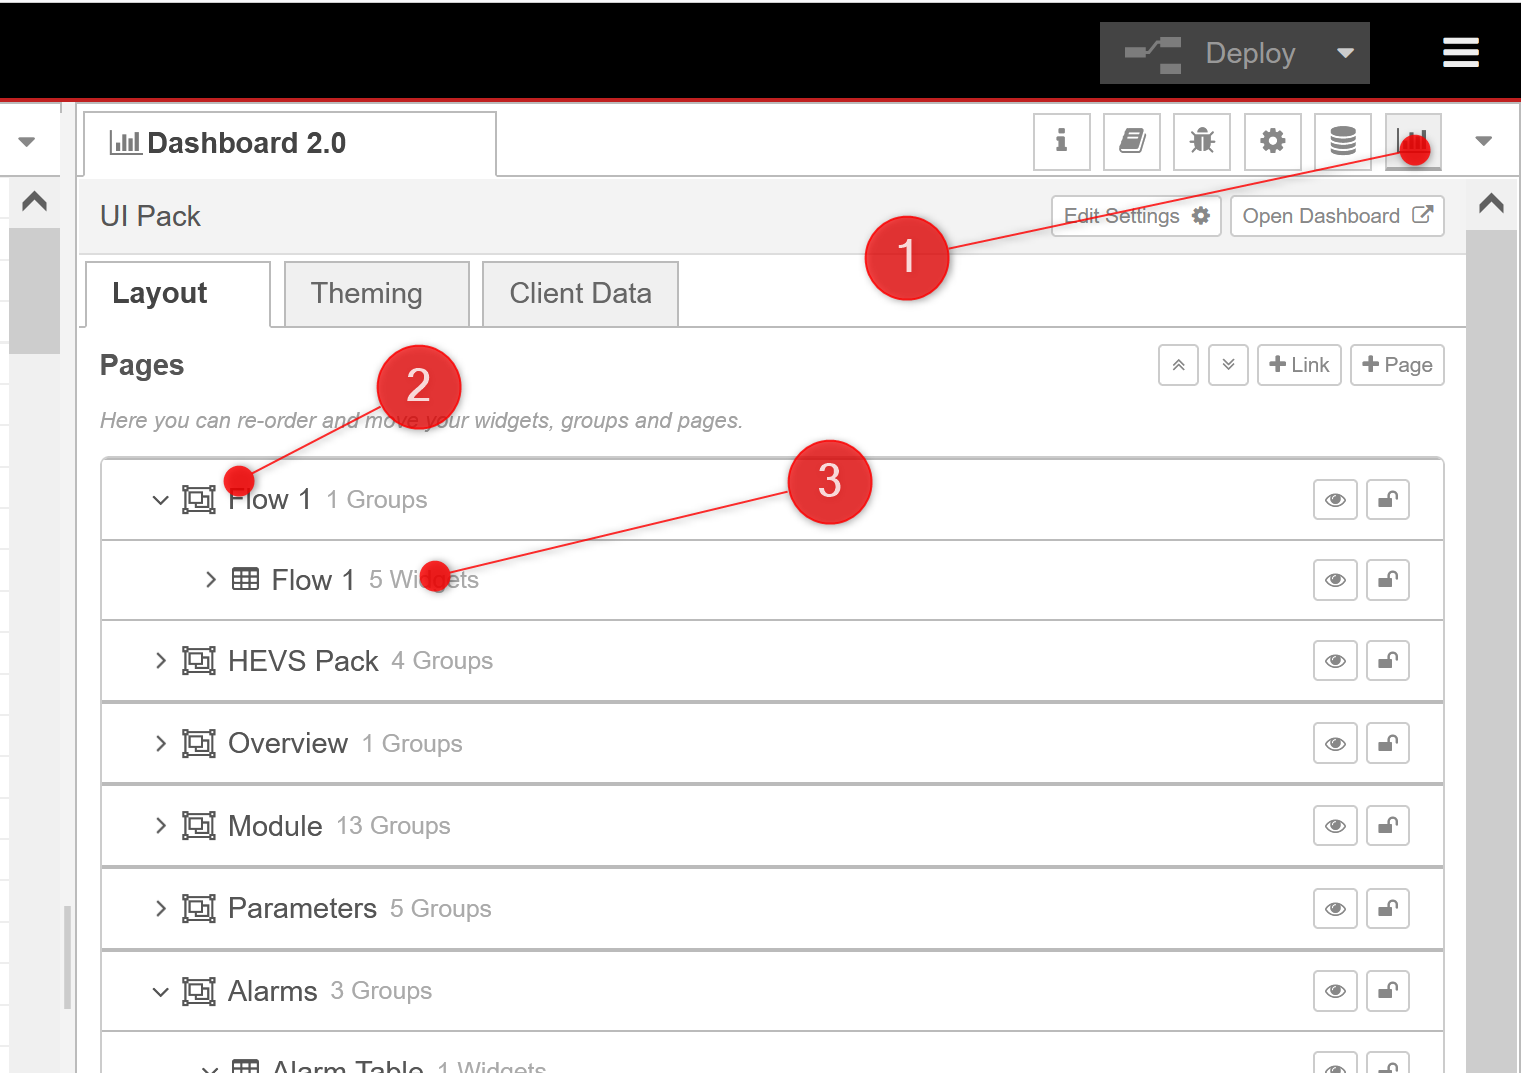 Deploy
Dashboard 2.0
UI Pack
Edit Settings
Open Dashboard
1
Layout
Theming
Client Data
Pages
Link
Page
2
Here you can re-order and move your widgets, groups and pages.
3
Flow 1 1 Groups
Flow 1 5 Widgets
HEVS Pack 4 Groups
Overview 1 Groups
Module 13 Groups
Parameters 5 Groups
Alarms 3 Groups
Alarm Table 1 Widgets